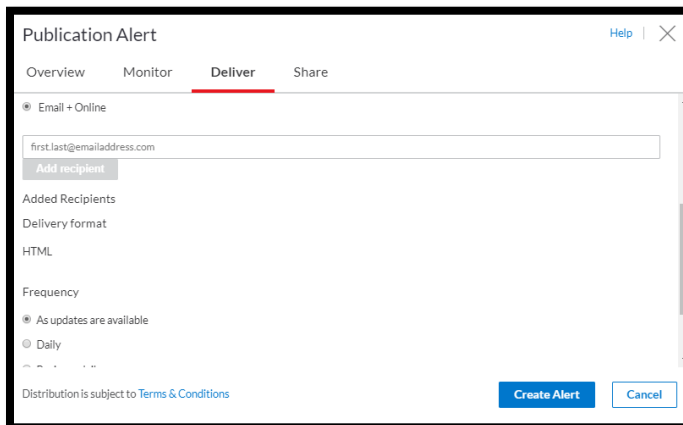 Publication Alert
Help
Overview Monitor Deliver Share
Email + Online
first.last@emailaddress.com
Add recipient
Added Recipients
Delivery format
HTML
Frequency
As updates are available
Daily
Distribution is subject to Terms & Conditions
Create Alert
Cancel